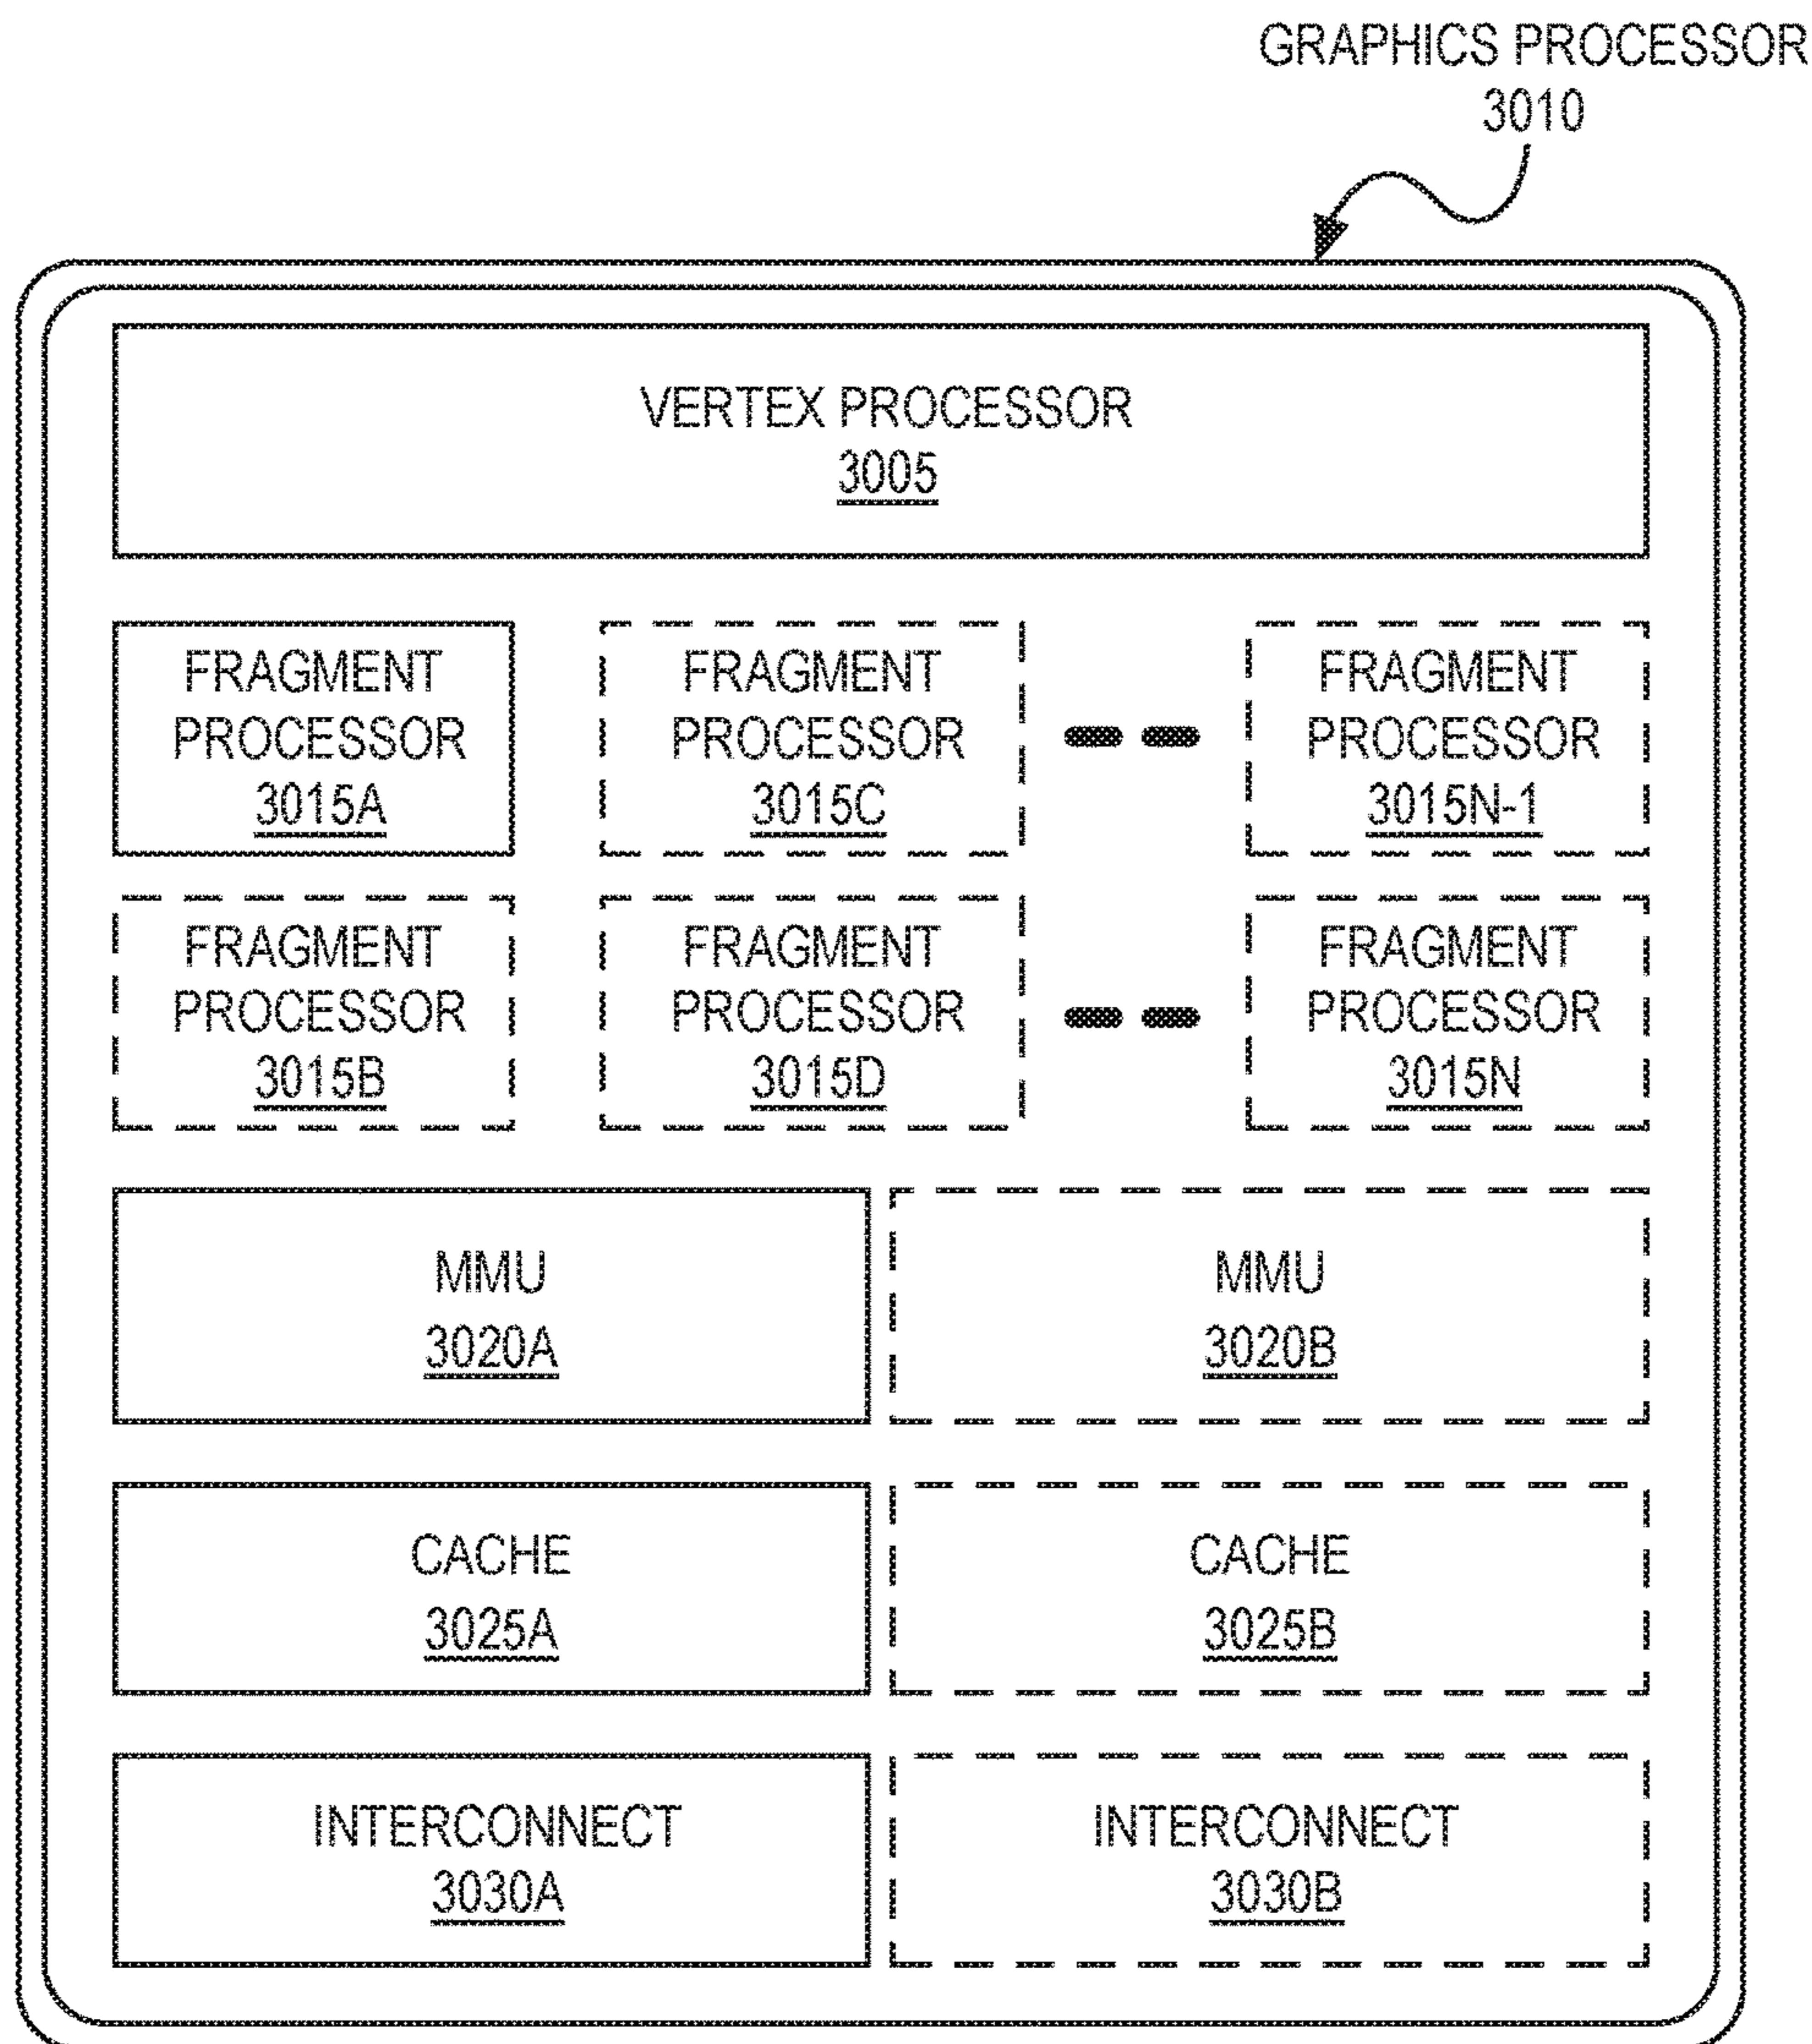 GRAPHICS PROCESSOR
3010
VERTEX PROCESSOR
3005
FRAGMENT
PROCESSOR
3015A
FRAGMENT
PROCESSOR
3015C
FRAGMENT
PROCESSOR
3015N-1
FRAGMENT
PROCESSOR
3015B
FRAGMENT
PROCESSOR
3015D
FRAGMENT
PROCESSOR
3015N
MMU
3020A
MMU
3020B
CACHE
3025A
CACHE
3025B
INTERCONNECT
3030A
INTERCONNECT
3030B